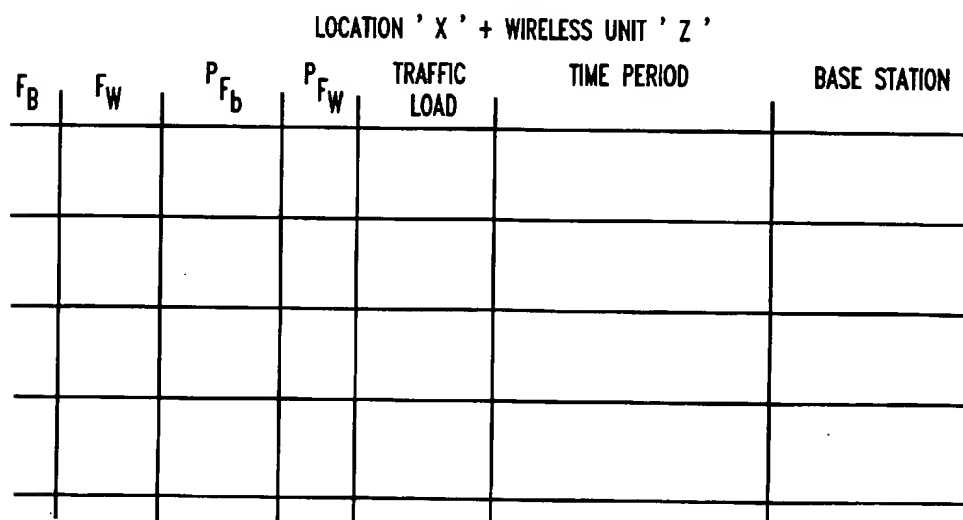 LOCATION ' X ' + WIRELESS UNIT ' Z '
F_B F_W P_F_b P_F_W TRAFFIC LOAD TIME PERIOD BASE STATION